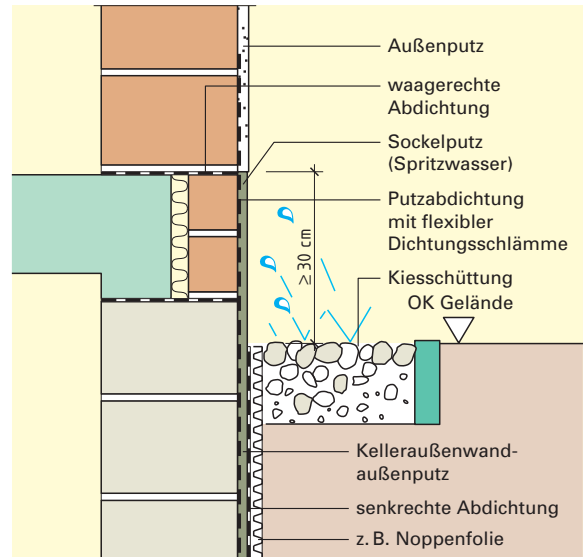 Außenputz
waagerechte
Abdichtung
Sockelputz
(Spritzwasser)
Putzabdichtung
mit flexibler
Dichtungsschlämme
≥ 30 cm
Kiesschüttung
OK Gelände
Kelleraußenwand-
außenputz
senkrechte Abdichtung
z. B. Noppenfolie